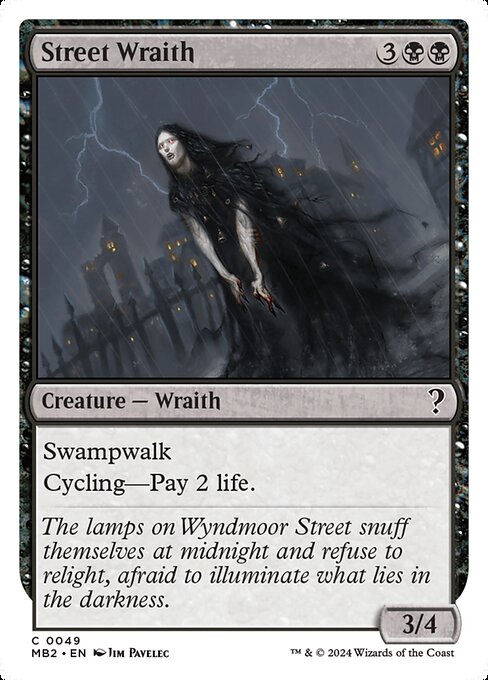 Street Wraith 3
Creature — Wraith ?
Swampwalk
Cycling—Pay 2 life.
The lamps on Wyndmoor Street snuff
themselves at midnight and refuse to
relight, afraid to illuminate what lies in
the darkness.
3/4
C 0049
MB2 • EN Jim Pavelec
™ & © 2024 Wizards of the Coast